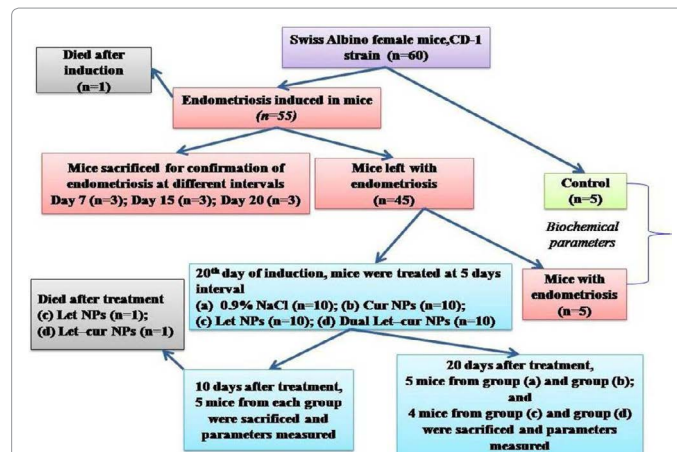 Swiss Albino female mice,CD-1
strain (n=60)
Died after
induction
(n=1)
Endometriosis induced in mice
(n=55)
Mice sacrificed for confirmation of
endometriosis at different intervals
Day 7 (n=3); Day 15 (n=3); Day 20 (n=3)
Mice left with
endometriosis
(n=45)
Control
(n=5)
Biochemical
parameters
20th day of induction, mice were treated at 5 days
interval
(a) 0.9% NaCl (n=10); (b) Cur NPs (n=10);
(c) Let NPs (n=10); (d) Dual Let–cur NPs (n=10)
Mice with
endometriosis
(n=5)
Died after treatment
(c) Let NPs (n=1);
(d) Let–cur NPs (n=1)
10 days after treatment,
5 mice from each group
were sacrificed and
parameters measured
20 days after treatment,
5 mice from group (a) and group (b);
and
4 mice from group (c) and group (d)
were sacrificed and parameters
measured